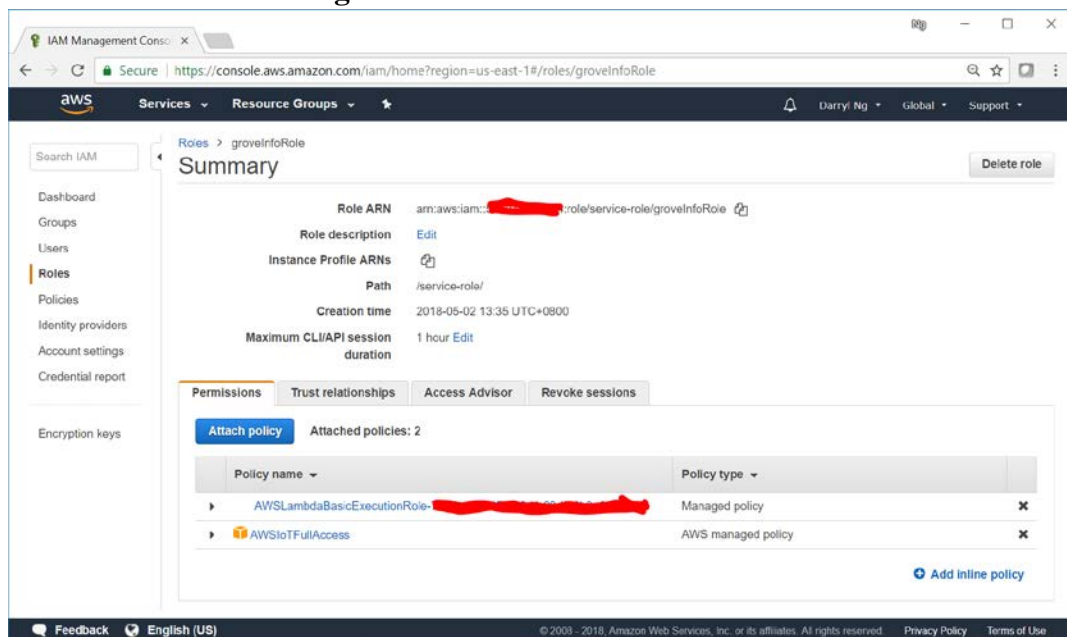 IAM Management Conso
Secure | https://console.aws.amazon.com/iam/home?region=us-east-1#/roles/groveInfoRole
aws Services Resource Groups Darryl Ng Global Support
Search IAM
Dashboard
Groups
Users
Roles
Policies
Identity providers
Account settings
Credential report
Encryption keys
Roles > groveInfoRole
Summary
Delete role
Role ARN arn:aws:iam:: :role/service-role/groveInfoRole
Role description Edit
Instance Profile ARNs
Path /service-role/
Creation time 2018-05-02 13:35 UTC+0800
Maximum CLI/API session duration 1 hour Edit
Permissions Trust relationships Access Advisor Revoke sessions
Attach policy Attached policies: 2
Policy name Policy type
AWSLambdaBasicExecutionRole- Managed policy
AWSIoTFullAccess AWS managed policy
Add inline policy
Feedback English (US) © 2008 - 2018, Amazon Web Services, Inc. or its affiliates. All rights reserved. Privacy Policy Terms of Use